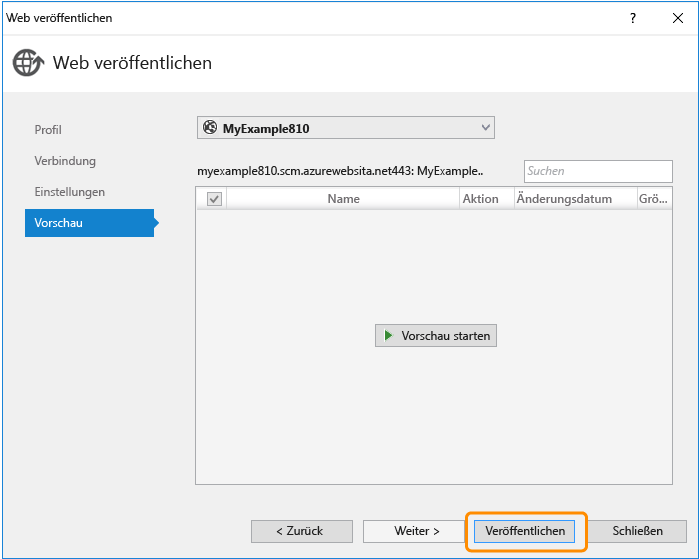 Web veröffentlichen
?
Web veröffentlichen
Profil
Verbindung
Einstellungen
Vorschau
MyExample810
myexample810.scm.azurewebsita.net443: MyExample..
Suchen
Name Aktion Änderungsdatum Grö...
Vorschau starten
< Zurück Weiter > Veröffentlichen Schließen